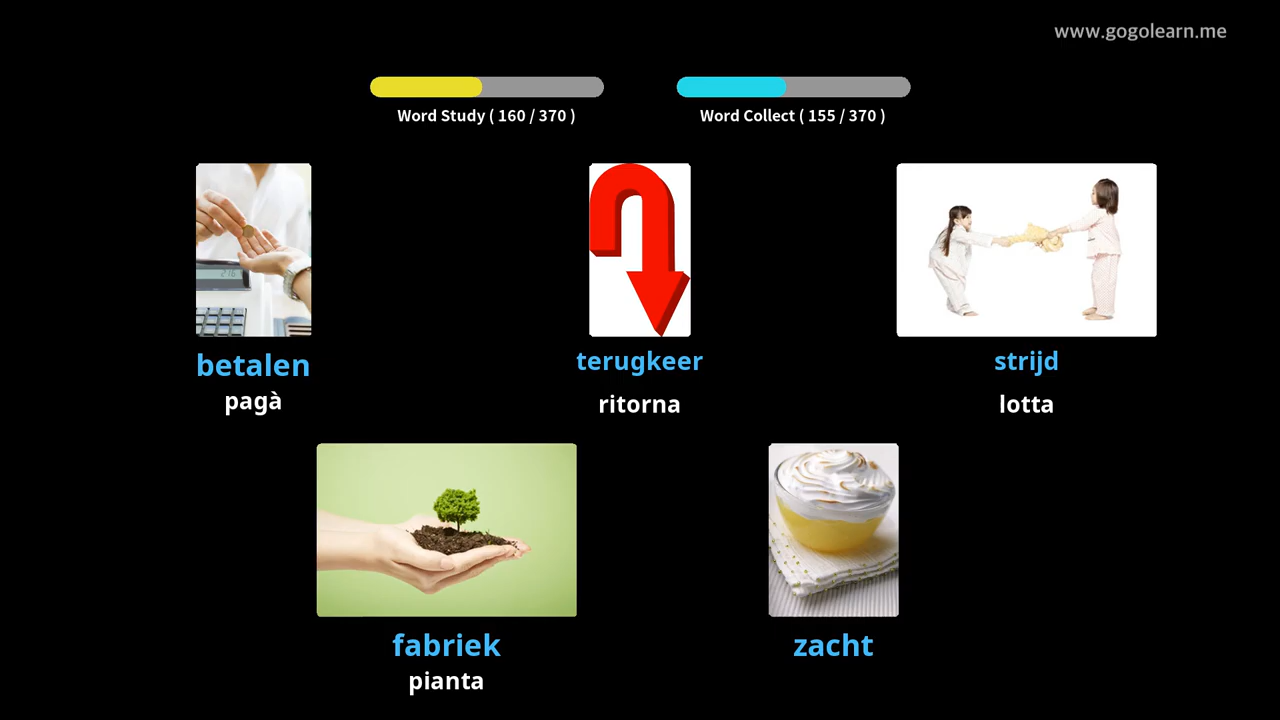 www.gogolearn.me
Word Study ( 160 / 370 )
Word Collect ( 155 / 370 )
betalen
pagà
terugkeer
ritorna
strijd
lotta
fabriek
pianta
zacht